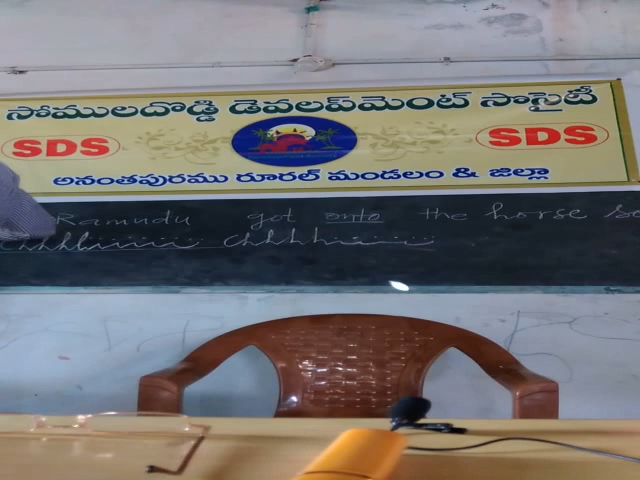 సోములదొడ్డి డెవలప్‌మెంట్ సొసైటీ
SDS
SDS
అనంతపురము రూరల్ మండలం & జిల్లా
Ramudu got onto the horse